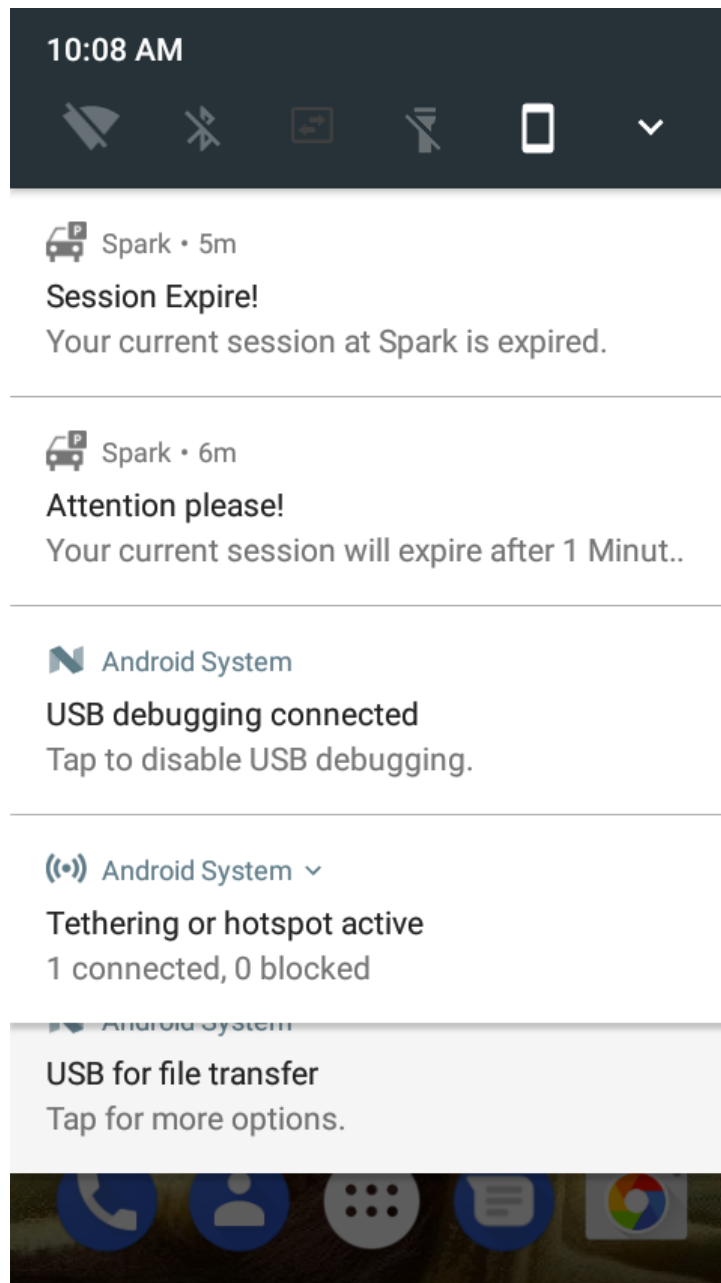 10:08 AM
Spark • 5m
Session Expire!
Your current session at Spark is expired.
Spark • 6m
Attention please!
Your current session will expire after 1 Minut..
Android System
USB debugging connected
Tap to disable USB debugging.
Android System
Tethering or hotspot active
1 connected, 0 blocked
Android System
USB for file transfer
Tap for more options.